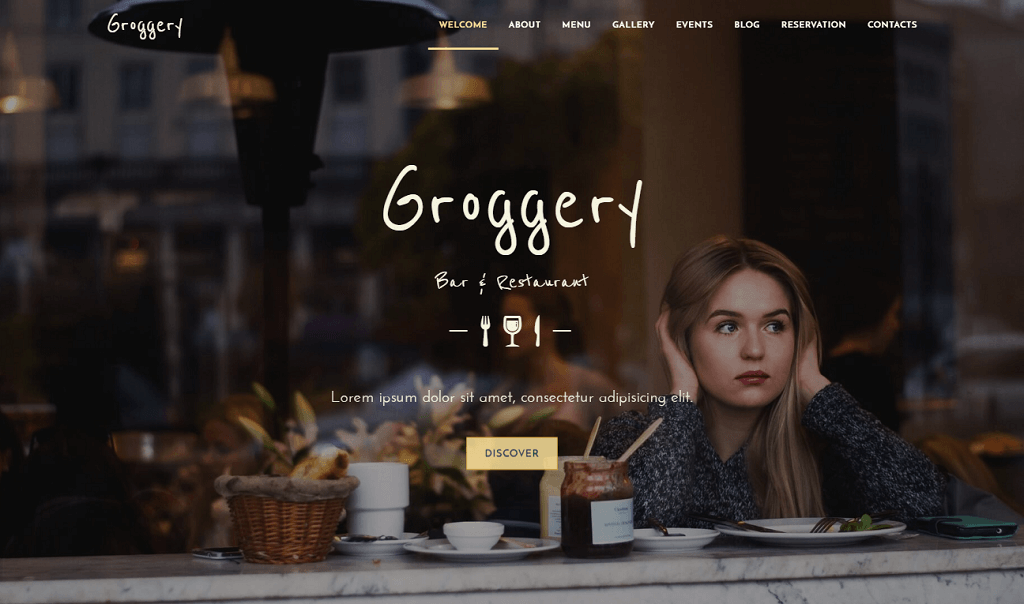 Groggery
WELCOME ABOUT MENU GALLERY EVENTS BLOG RESERVATION CONTACTS
Groggery
Bar & Restaurant
Lorem ipsum dolor sit amet, consectetur adipisicing elit.
DISCOVER